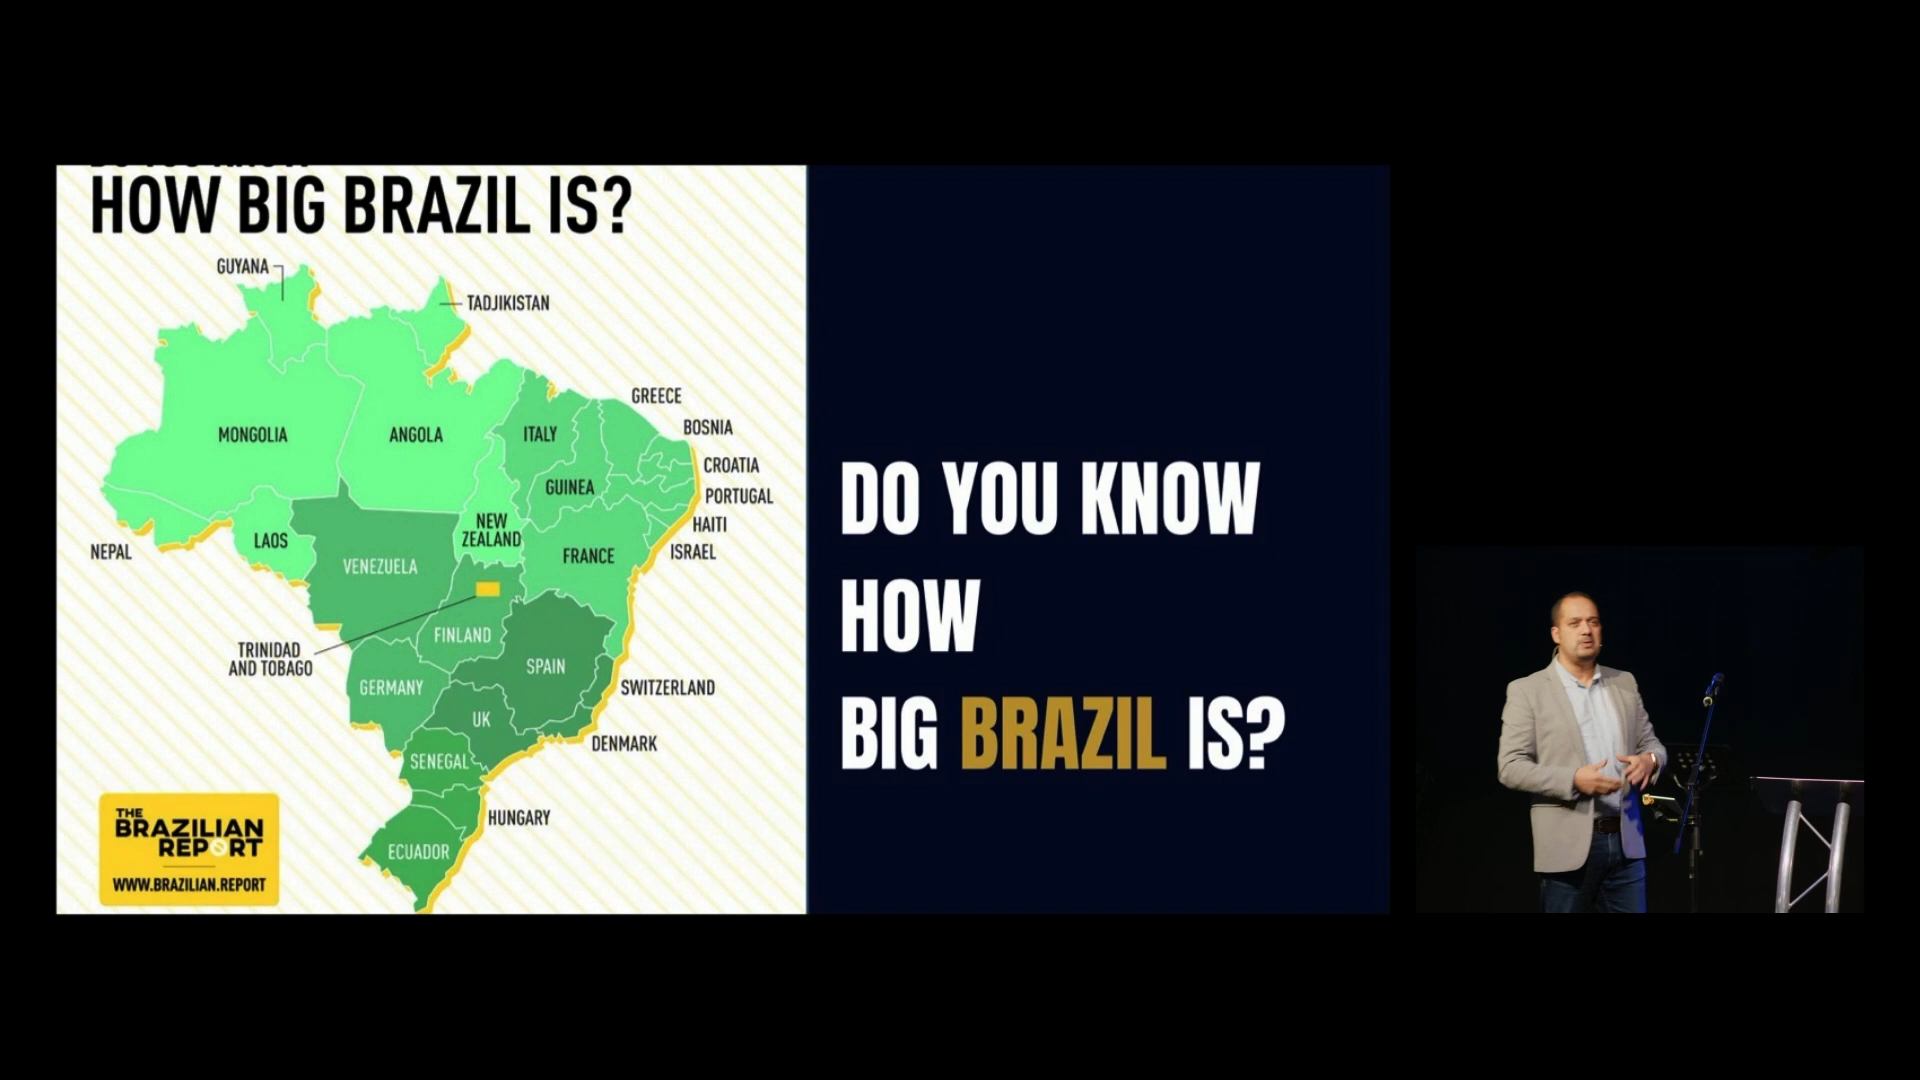 HOW BIG BRAZIL IS?
GUYANA
TADJIKISTAN
GREECE
BOSNIA
MONGOLIA
ANGOLA
ITALY
CROATIA
GUINEA
PORTUGAL
NEW
ZEALAND
HAITI
LAOS
NEPAL
FRANCE
ISRAEL
VENEZUELA
FINLAND
TRINIDAD
AND TOBAGO
SPAIN
GERMANY
SWITZERLAND
UK
DENMARK
SENEGAL
HUNGARY
ECUADOR
THE
BRAZILIAN
REPORT
WWW.BRAZILIAN.REPORT
DO YOU KNOW
HOW
BIG BRAZIL IS?